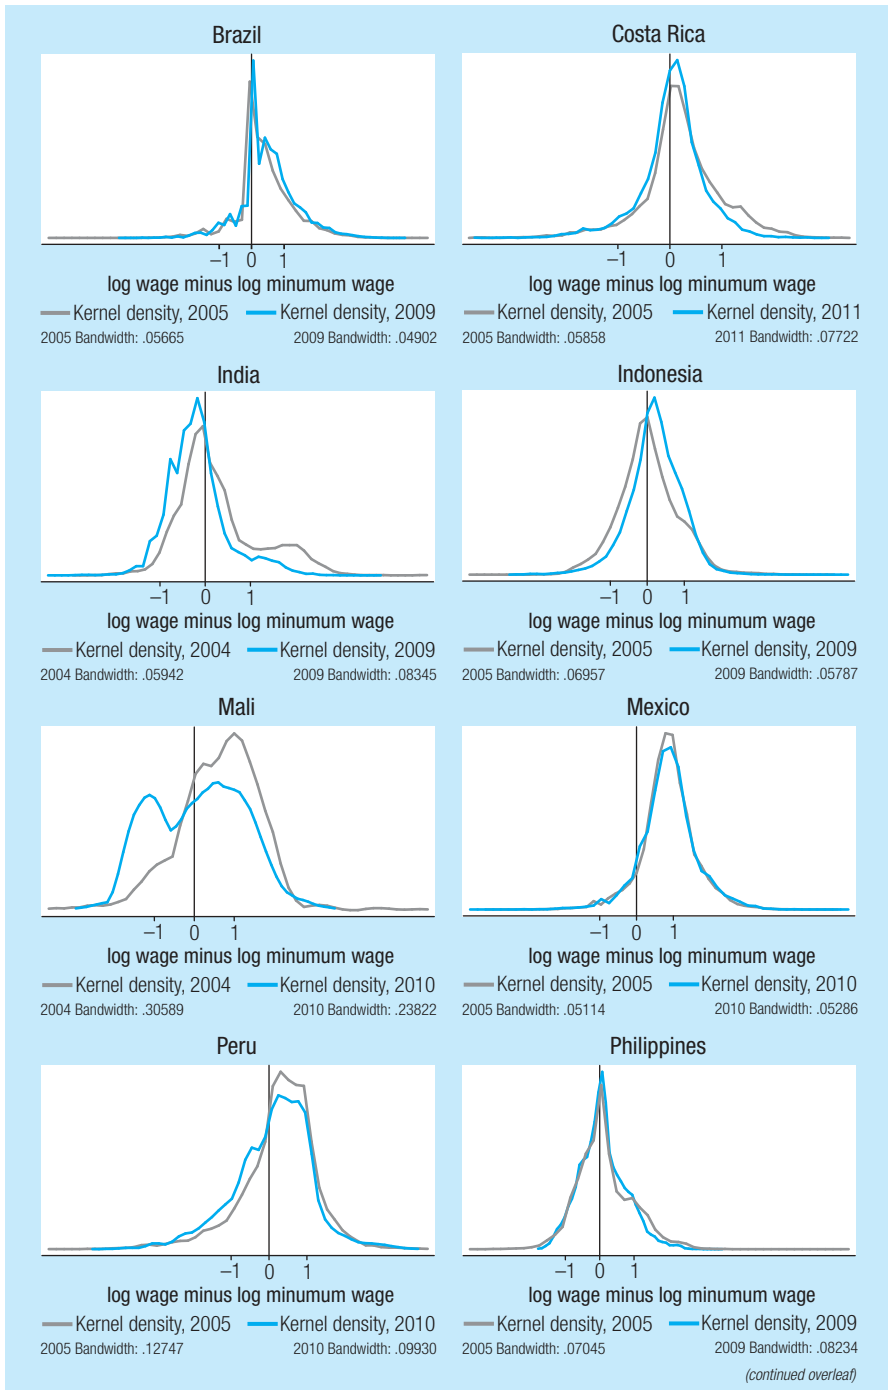 Brazil
Costa Rica
−1 0 1
−1 0 1
log wage minus log minumum wage
log wage minus log minumum wage
Kernel density, 2005 Kernel density, 2009
Kernel density, 2005 Kernel density, 2011
2005 Bandwidth: .05665 2009 Bandwidth: .04902
2005 Bandwidth: .05858 2011 Bandwidth: .07722
India
Indonesia
−1 0 1
−1 0 1
log wage minus log minumum wage
log wage minus log minumum wage
Kernel density, 2004 Kernel density, 2009
Kernel density, 2005 Kernel density, 2009
2004 Bandwidth: .05942 2009 Bandwidth: .08345
2005 Bandwidth: .06957 2009 Bandwidth: .05787
Mali
Mexico
−1 0 1
−1 0 1
log wage minus log minumum wage
log wage minus log minumum wage
Kernel density, 2004 Kernel density, 2010
Kernel density, 2005 Kernel density, 2010
2004 Bandwidth: .30589 2010 Bandwidth: .23822
2005 Bandwidth: .05114 2010 Bandwidth: .05286
Peru
Philippines
−1 0 1
−1 0 1
log wage minus log minumum wage
log wage minus log minumum wage
Kernel density, 2005 Kernel density, 2010
Kernel density, 2005 Kernel density, 2009
2005 Bandwidth: .12747 2010 Bandwidth: .09930
2005 Bandwidth: .07045 2009 Bandwidth: .08234
(continued overleaf)